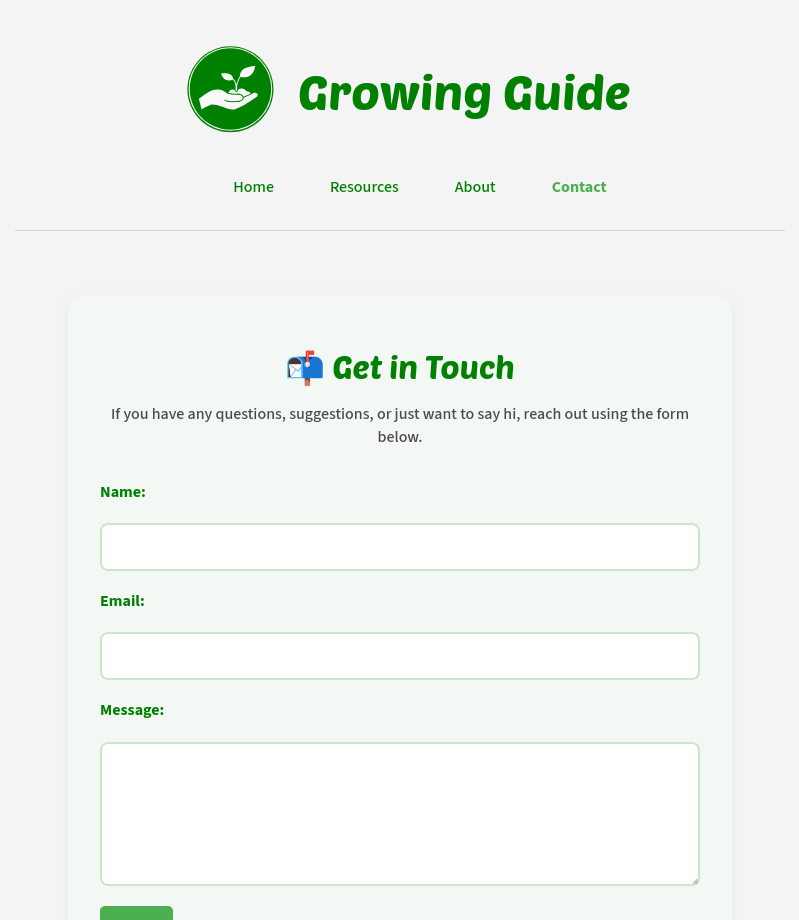 Growing Guide
Home Resources About Contact
📬 Get in Touch
If you have any questions, suggestions, or just want to say hi, reach out using the form
below.
Name:
Email:
Message: